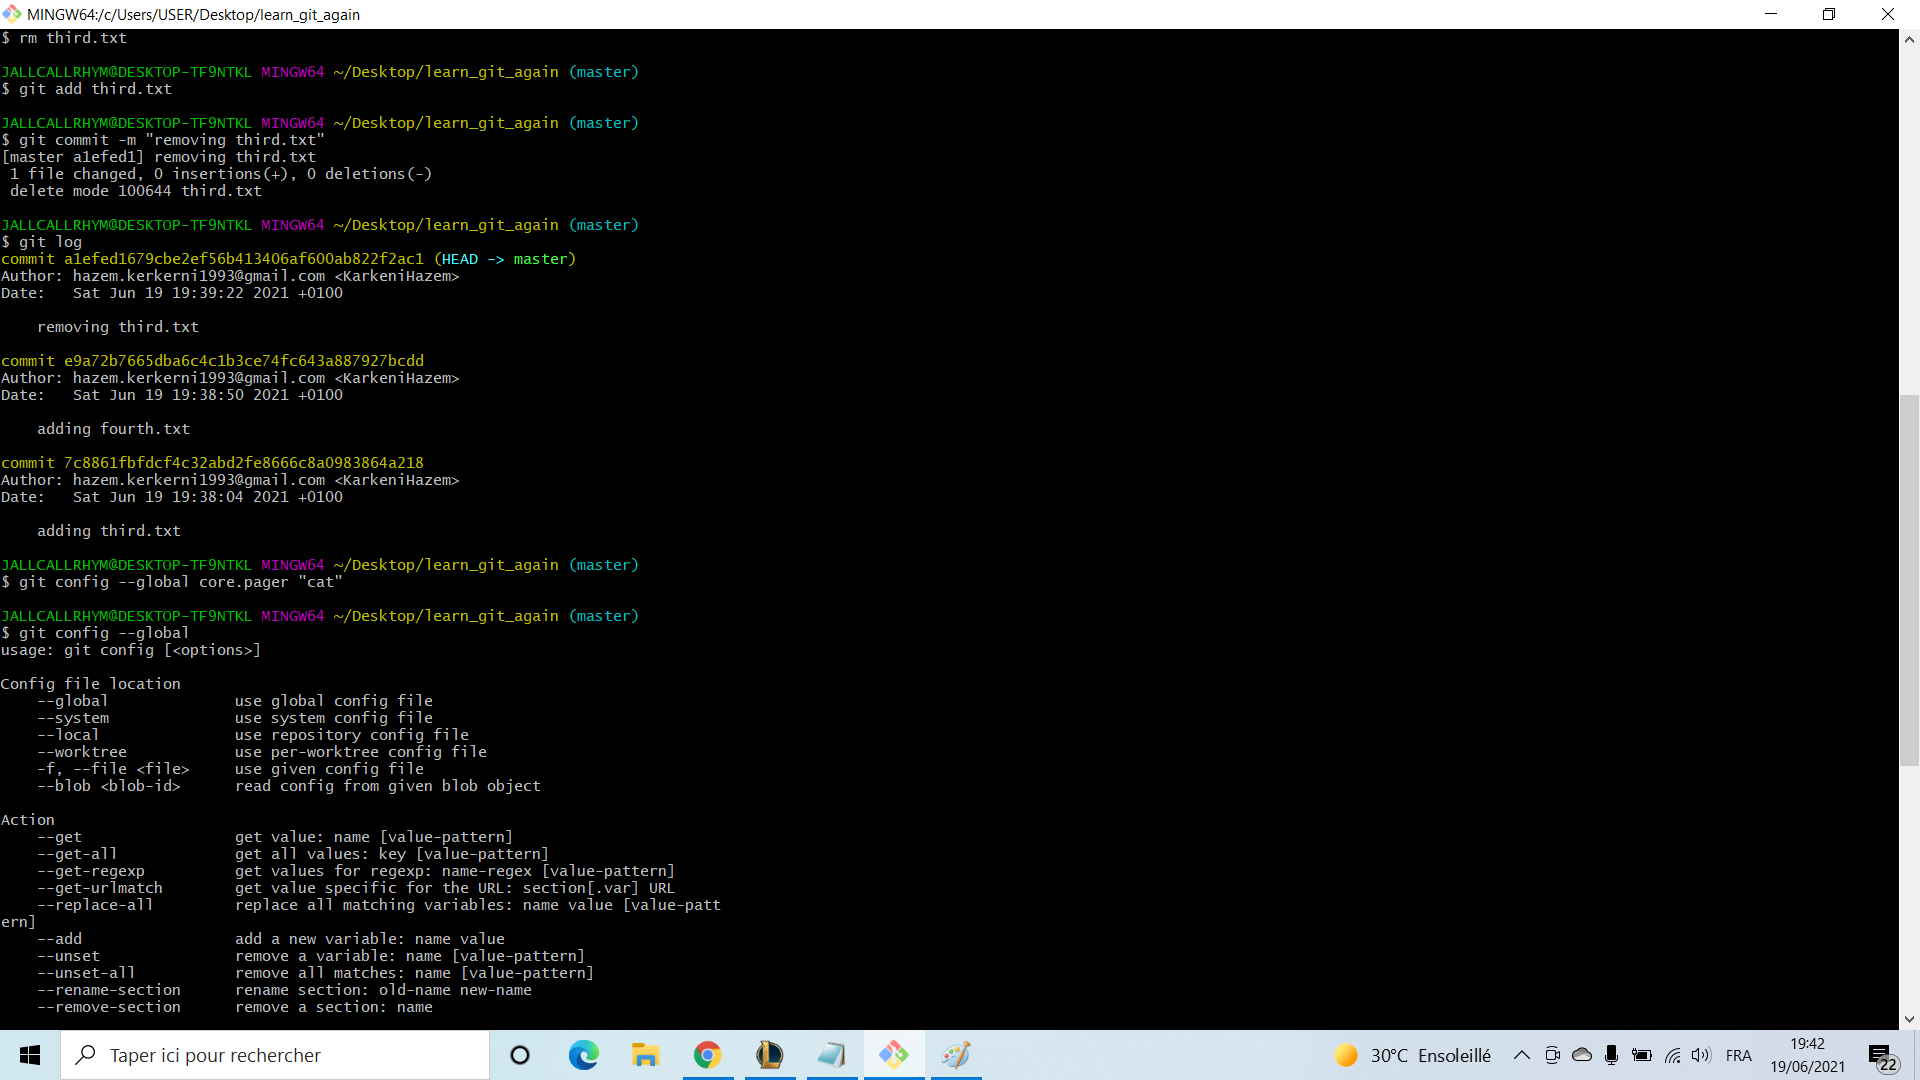 MINGW64:/c/Users/USER/Desktop/learn_git_again
$ rm third.txt
JALLCALLRHYM@DESKTOP-TF9NTKL MINGW64 ~/Desktop/learn_git_again (master)
$ git add third.txt
JALLCALLRHYM@DESKTOP-TF9NTKL MINGW64 ~/Desktop/learn_git_again (master)
$ git commit -m "removing third.txt"
[master a1efed1] removing third.txt
 1 file changed, 0 insertions(+), 0 deletions(-)
 delete mode 100644 third.txt
JALLCALLRHYM@DESKTOP-TF9NTKL MINGW64 ~/Desktop/learn_git_again (master)
$ git log
commit a1efed1679cbe2ef56b413406af600ab822f2ac1 (HEAD -> master)
Author: hazem.kerkerni1993@gmail.com <KarkeniHazem>
Date:   Sat Jun 19 19:39:22 2021 +0100
    removing third.txt
commit e9a72b7665dba6c4c1b3ce74fc643a887927bcdd
Author: hazem.kerkerni1993@gmail.com <KarkeniHazem>
Date:   Sat Jun 19 19:38:50 2021 +0100
    adding fourth.txt
commit 7c8861fbfdcf4c32abd2fe8666c8a0983864a218
Author: hazem.kerkerni1993@gmail.com <KarkeniHazem>
Date:   Sat Jun 19 19:38:04 2021 +0100
    adding third.txt
JALLCALLRHYM@DESKTOP-TF9NTKL MINGW64 ~/Desktop/learn_git_again (master)
$ git config --global core.pager "cat"
JALLCALLRHYM@DESKTOP-TF9NTKL MINGW64 ~/Desktop/learn_git_again (master)
$ git config --global
usage: git config [<options>]
Config file location
    --global              use global config file
    --system              use system config file
    --local               use repository config file
    --worktree            use per-worktree config file
    -f, --file <file>     use given config file
    --blob <blob-id>      read config from given blob object
Action
    --get                 get value: name [value-pattern]
    --get-all             get all values: key [value-pattern]
    --get-regexp          get values for regexp: name-regex [value-pattern]
    --get-urlmatch        get value specific for the URL: section[.var] URL
    --replace-all         replace all matching variables: name value [value-patt
ern]
    --add                 add a new variable: name value
    --unset               remove a variable: name [value-pattern]
    --unset-all           remove all matches: name [value-pattern]
    --rename-section      rename section: old-name new-name
    --remove-section      remove a section: name
Taper ici pour rechercher
30°C Ensoleillé
FRA
19:42
19/06/2021
22